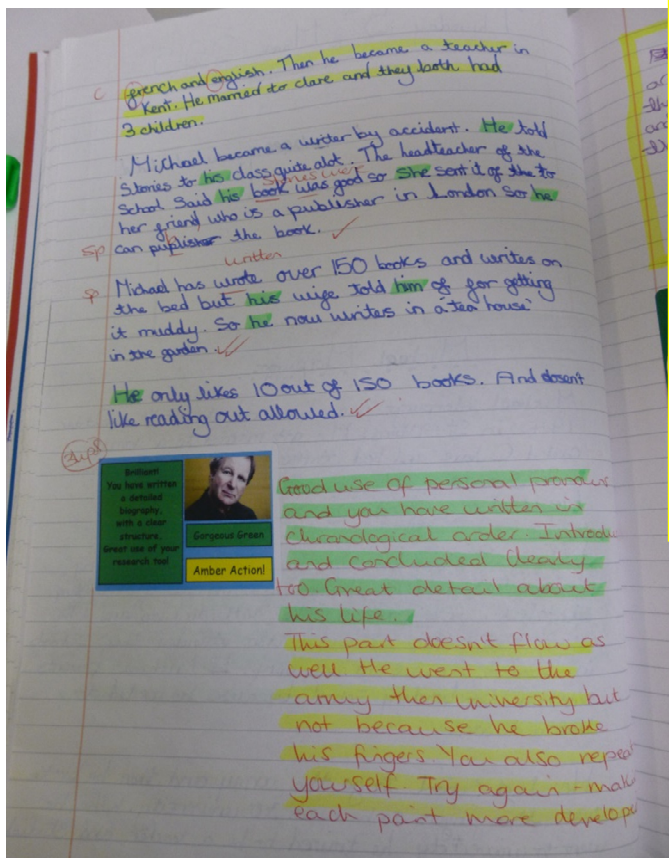 c
french and english. Then he became a teacher in
Kent. He married to clare and they both had
3 children.
Michael became a writer by accident. He told
Stories to his class quite alot. The headteacher of the
stories were
School Said his book was good so She sent it of the to
her friend, who is a publisher in London so he
sp can publisher the book.
written
sp Michael has wrote over 150 books and writes on
the bed but his wife told him of for getting
it muddy. So he now writes in a 'tea house'
in the garden.
He only likes 10 out of 150 books. And doesn't
like reading out allowed.
Brilliant!
You have written
a detailed
biography,
with a clear
structure,
Great use of your
research too!
Gorgeous Green
Amber Action!
Good use of personal pronouns
and you have written in
chronological order. Introdu
and concluded clearly
too. Great detail about
his life.
This part doesn't flow as
well He went to the
army then University but
not because he broke
his fingers. You also repea
yourself. Try again - make
each part more develope